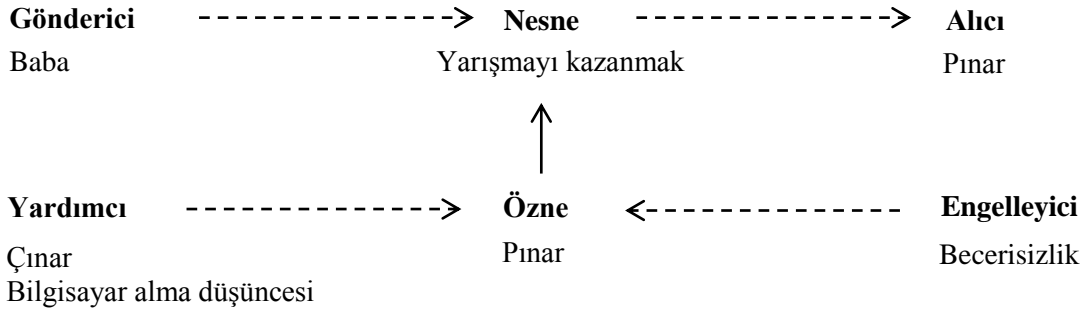 Gönderici Nesne Alıcı
Baba Yarışmayı kazanmak Pınar
Yardımcı Özne Engelleyici
Çınar Pınar Becerisizlik
Bilgisayar alma düşüncesi